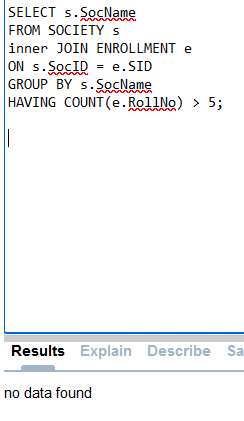 SELECT s.SocName
FROM SOCIETY s
inner JOIN ENROLLMENT e
ON s.SocID = e.SID
GROUP BY s.SocName
HAVING COUNT(e.RollNo) > 5;
Results Explain Describe Sa
no data found